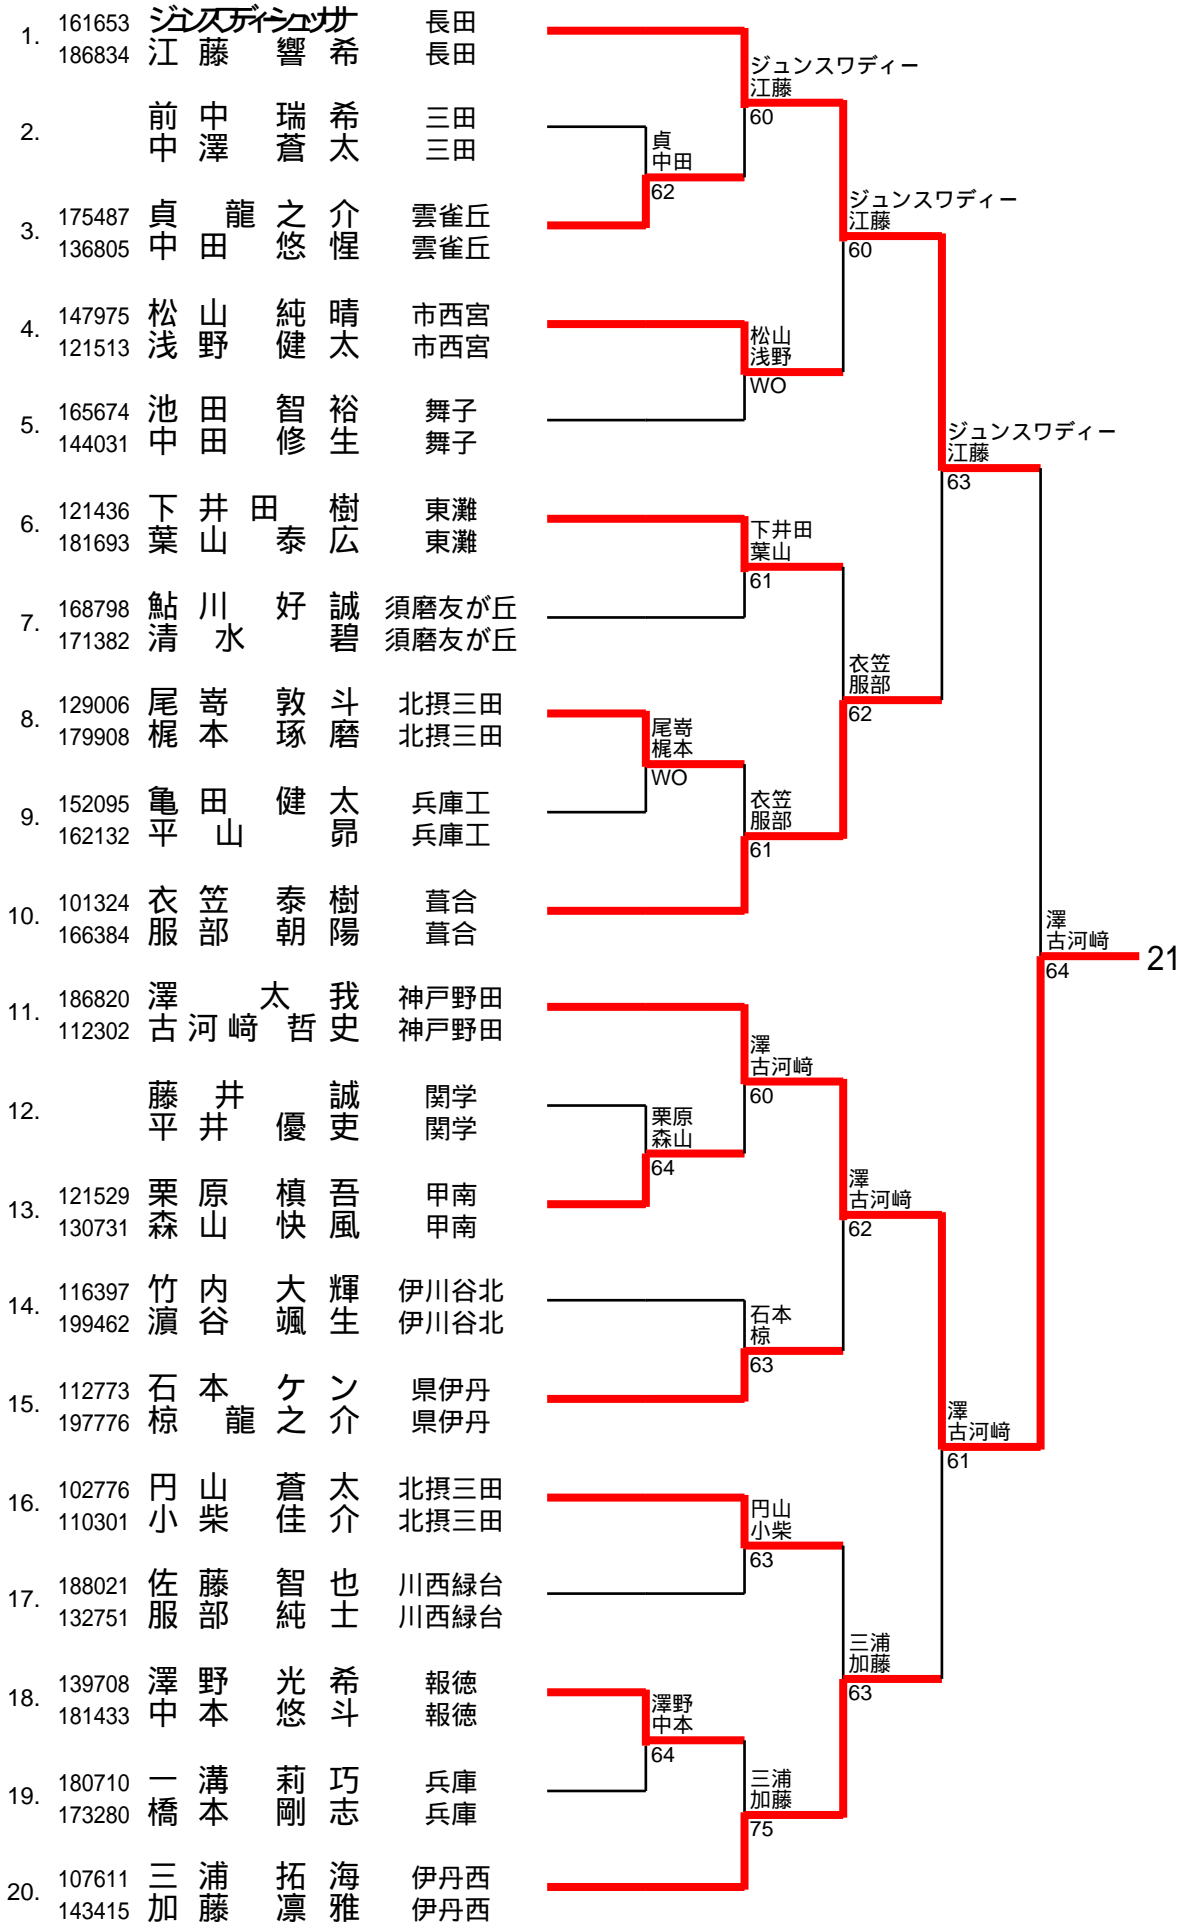 1. 161653 長田
186834 江藤 響希 長田
2. 前中 瑞希 三田
中澤 蒼太 三田
3. 175487 貞 龍之介 雲雀丘
136805 中田 悠惺 雲雀丘
4. 147975 松山 純晴 市西宮
121513 浅野 健太 市西宮
5. 165674 池田 智裕 舞子
144031 中田 修生 舞子
6. 121436 下井田 樹 東灘
181693 葉山 泰広 東灘
7. 168798 鮎川 好誠 須磨友が丘
171382 清水 碧 須磨友が丘
8. 129006 尾嵜 敦斗 北摂三田
179908 梶本 琢磨 北摂三田
9. 152095 亀田 健太 兵庫工
162132 平山 昴 兵庫工
10. 101324 衣笠 泰樹 葺合
166384 服部 朝陽 葺合
11. 186820 澤 太我 神戸野田
112302 古河﨑 哲史 神戸野田
12. 藤井 誠 関学
平井 優吏 関学
13. 121529 栗原 槙吾 甲南
130731 森山 快風 甲南
14. 116397 竹内 大輝 伊川谷北
199462 濵谷 颯生 伊川谷北
15. 112773 石本 ケン 県伊丹
197776 椋 龍之介 県伊丹
16. 102776 円山 蒼太 北摂三田
110301 小柴 佳介 北摂三田
17. 188021 佐藤 智也 川西緑台
132751 服部 純士 川西緑台
18. 139708 澤野 光希 報徳
181433 中本 悠斗 報徳
19. 180710 一溝 莉巧 兵庫
173280 橋本 剛志 兵庫
20. 107611 三浦 拓海 伊丹西
143415 加藤 凛雅 伊丹西
貞
中田
62
尾嵜
梶本
WO
栗原
森山
64
澤野
中本
64
ジュンスワディー
江藤
60
松山
浅野
WO
下井田
葉山
61
衣笠
服部
61
澤
古河﨑
60
石本
椋
63
円山
小柴
63
三浦
加藤
75
ジュンスワディー
江藤
60
衣笠
服部
62
澤
古河﨑
62
三浦
加藤
63
ジュンスワディー
江藤
63
澤
古河﨑
61
澤
古河﨑
64
21